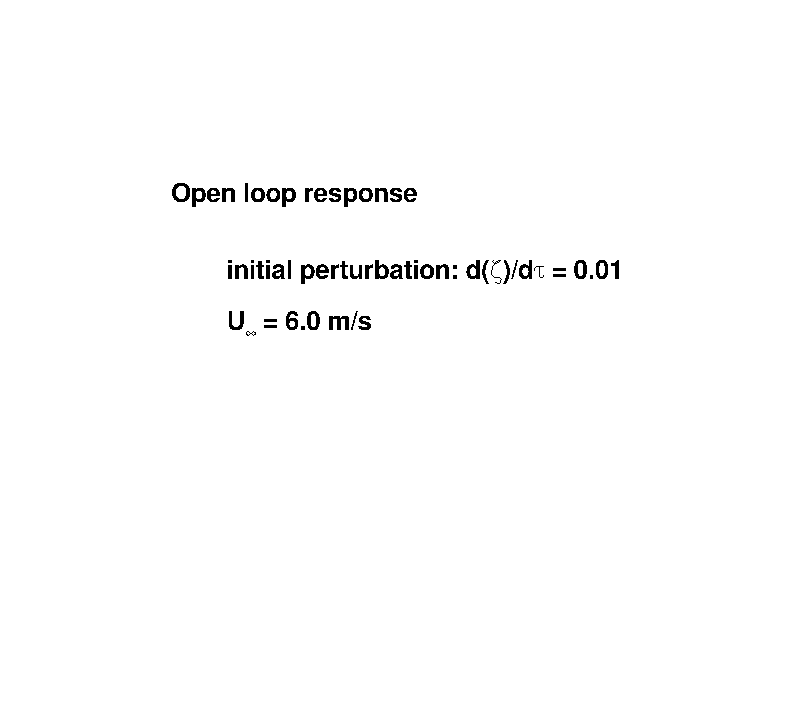 Open loop response
initial perturbation: d(ζ)/dτ = 0.01
U∞ = 6.0 m/s